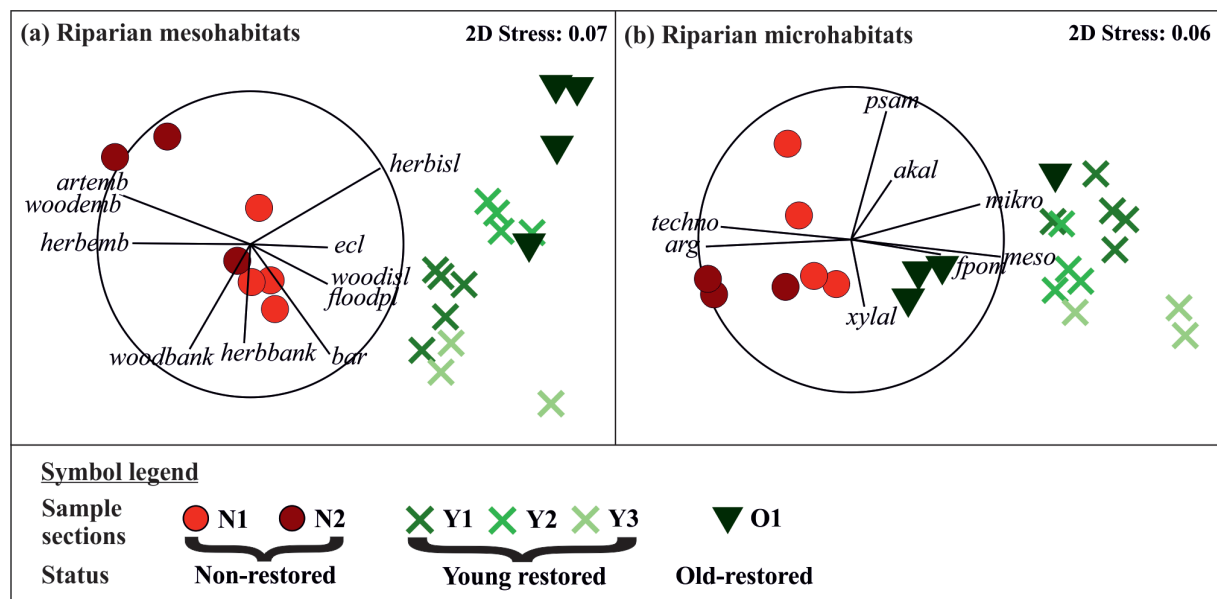 (a) Riparian mesohabitats
2D Stress: 0.07
herbisl
artemb
woodemb
herbemb
ecl
woodisl
floodpl
woodbank
herbbank
bar
(b) Riparian microhabitats
2D Stress: 0.06
psam
akal
mikro
techno
arg
fpom
meso
xylal
Symbol legend
Sample sections
N1
N2
Y1
Y2
Y3
O1
Status
Non-restored
Young restored
Old-restored